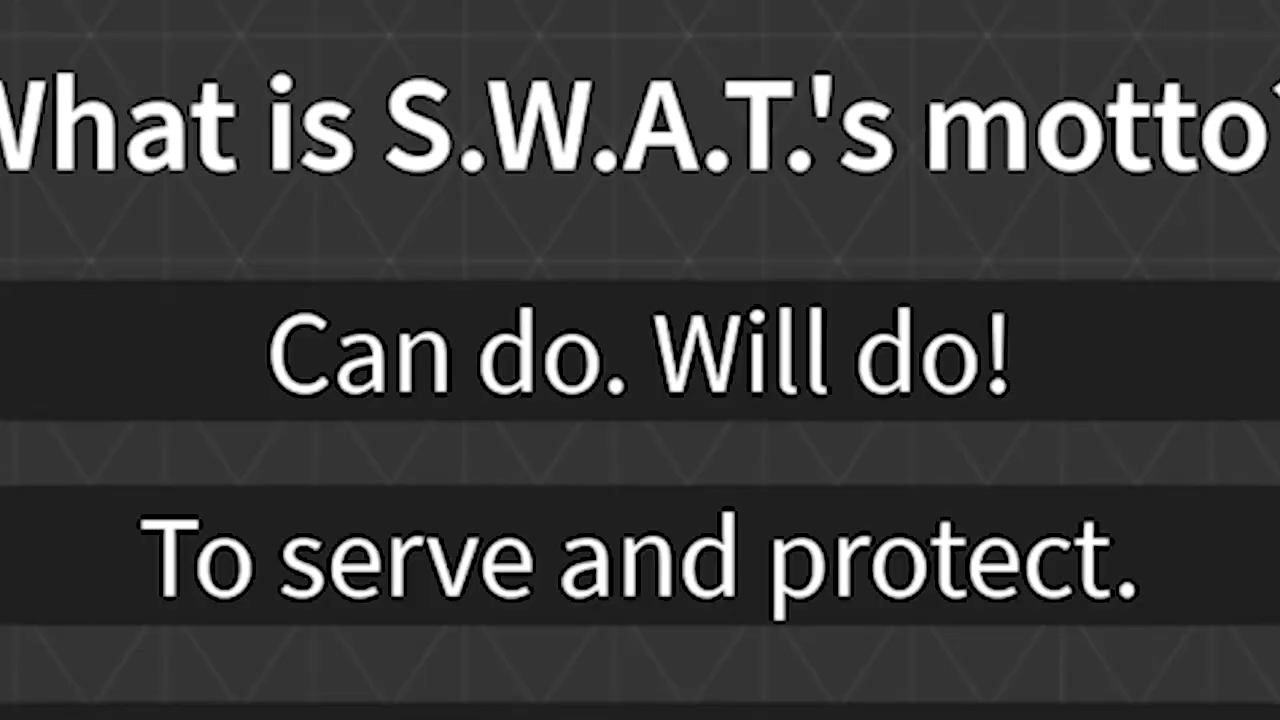 What is S.W.A.T.'s motto?
Can do. Will do!
To serve and protect.